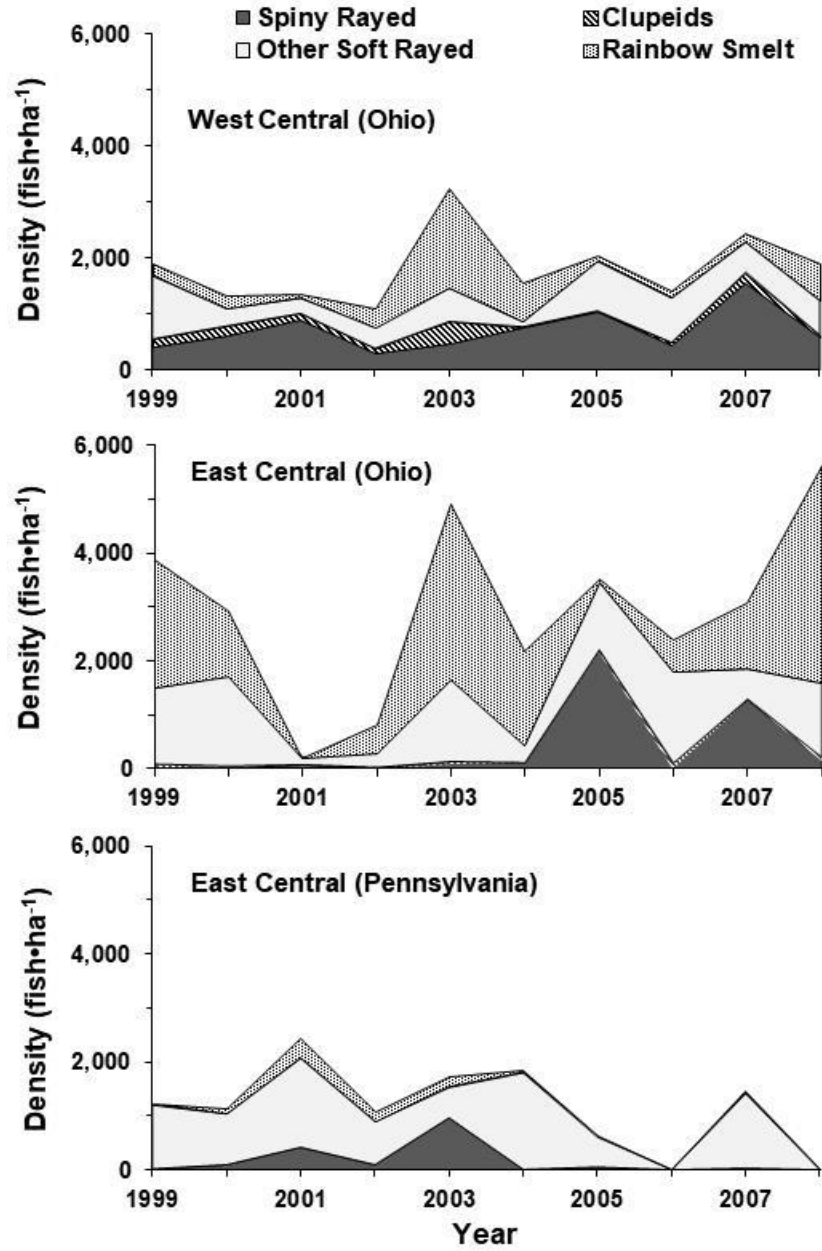 Spiny Rayed Clupeids
Other Soft Rayed Rainbow Smelt
6,000
West Central (Ohio)
4,000
2,000
0
Density (fish•ha⁻¹)
1999 2001 2003 2005 2007
6,000
East Central (Ohio)
4,000
2,000
0
Density (fish•ha⁻¹)
1999 2001 2003 2005 2007
6,000
East Central (Pennsylvania)
4,000
2,000
0
Density (fish•ha⁻¹)
1999 2001 2003 2005 2007
Year